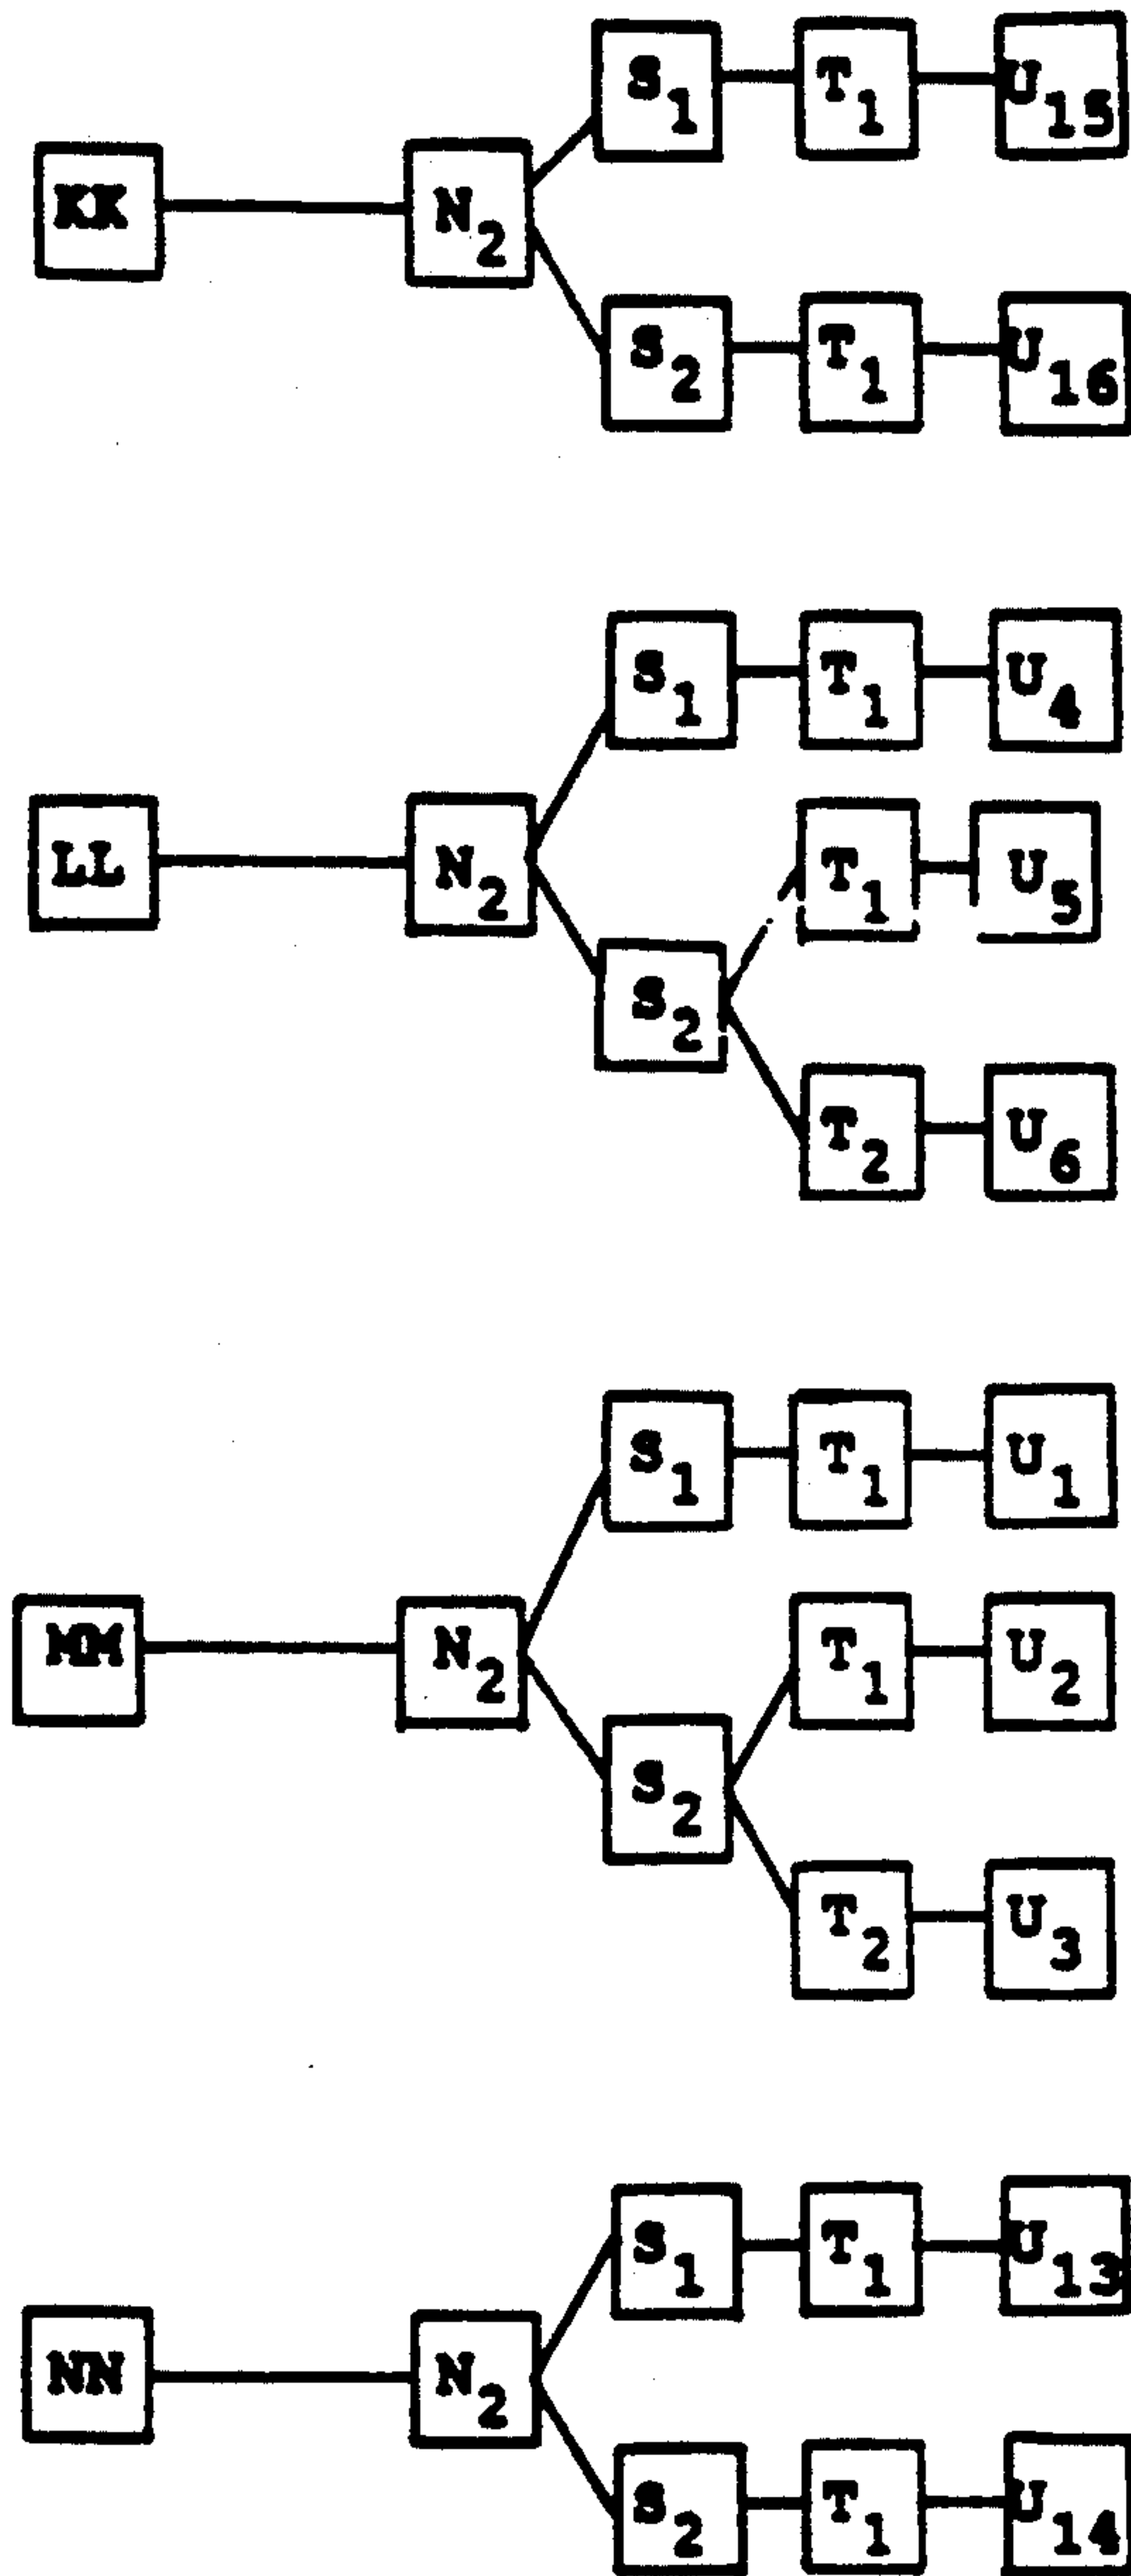 S1 T1 U15
KK N2
S2 T1 U16
S1 T1 U4
LL N2 T1 U5
S2
T2 U6
S1 T1 U1
MM N2 T1 U2
S2
T2 U3
S1 T1 U13
NN N2
S2 T1 U14